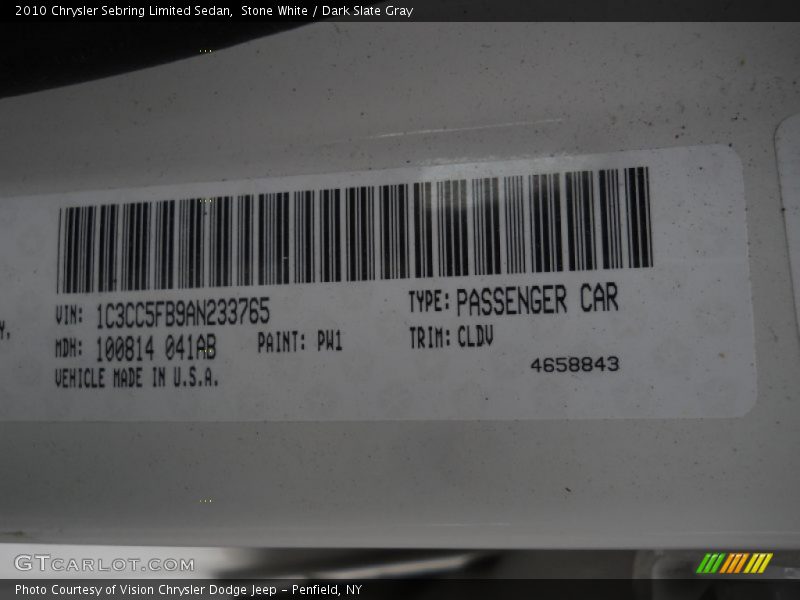 2010 Chrysler Sebring Limited Sedan,  Stone White / Dark Slate Gray
VIN: 1C3CC5FB9AN233765 TYPE: PASSENGER CAR
Y, MDH: 100814 041AB PAINT: PW1 TRIM: CLDV
VEHICLE MADE IN U.S.A. 4658843
GTCARLOT.COM
Photo Courtesy of Vision Chrysler Dodge Jeep – Penfield, NY